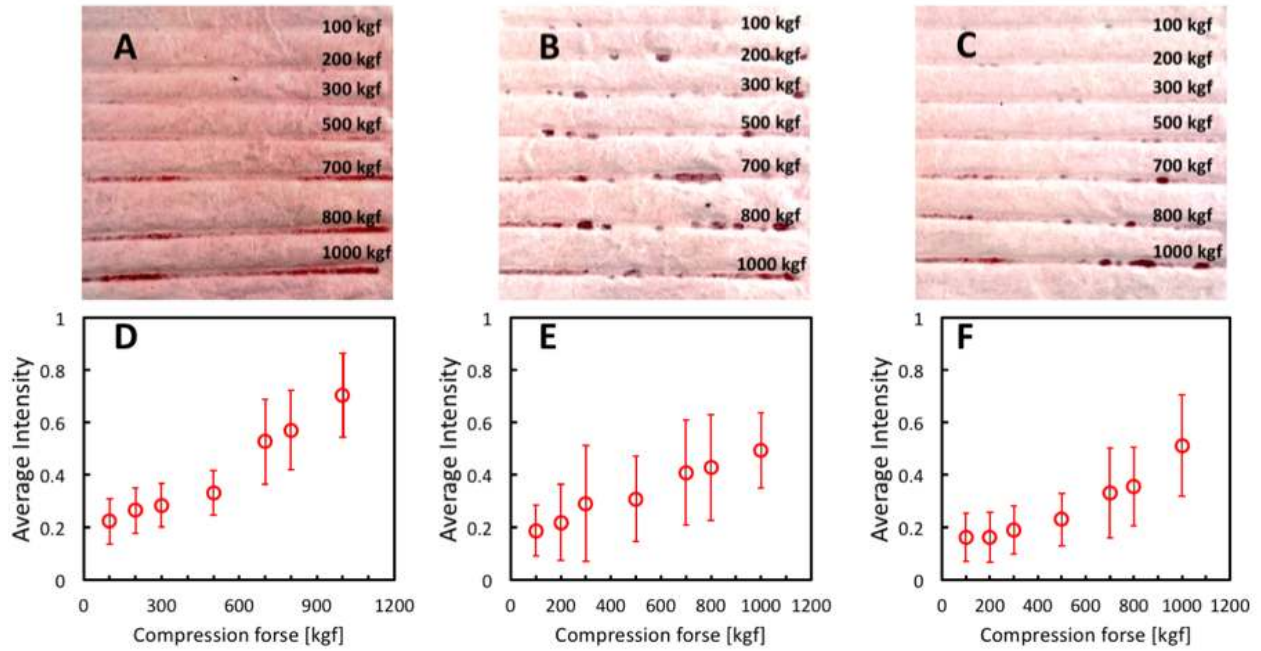 A
100 kgf
200 kgf
300 kgf
500 kgf
700 kgf
800 kgf
1000 kgf
B
100 kgf
200 kgf
300 kgf
500 kgf
700 kgf
800 kgf
1000 kgf
C
100 kgf
200 kgf
300 kgf
500 kgf
700 kgf
800 kgf
1000 kgf
D
Average Intensity
1
0.8
0.6
0.4
0.2
0
0 300 600 900 1200
Compression forse [kgf]
E
Average Intensity
1
0.8
0.6
0.4
0.2
0
0 200 400 600 800 1000 1200
Compression forse [kgf]
F
Average Intensity
1
0.8
0.6
0.4
0.2
0
0 200 400 600 800 1000 1200
Compression forse [kgf]